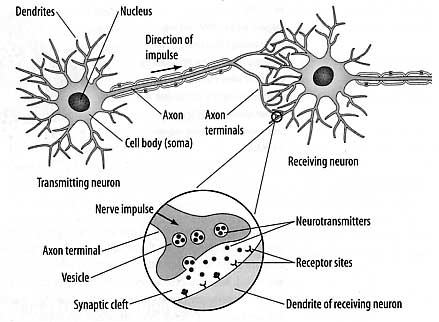 Dendrites
Nucleus
Direction of
impulse
Axon
Axon
terminals
Cell body (soma)
Receiving neuron
Transmitting neuron
Nerve impulse
Neurotransmitters
Axon terminal
Receptor sites
Vesicle
Synaptic cleft
Dendrite of receiving neuron